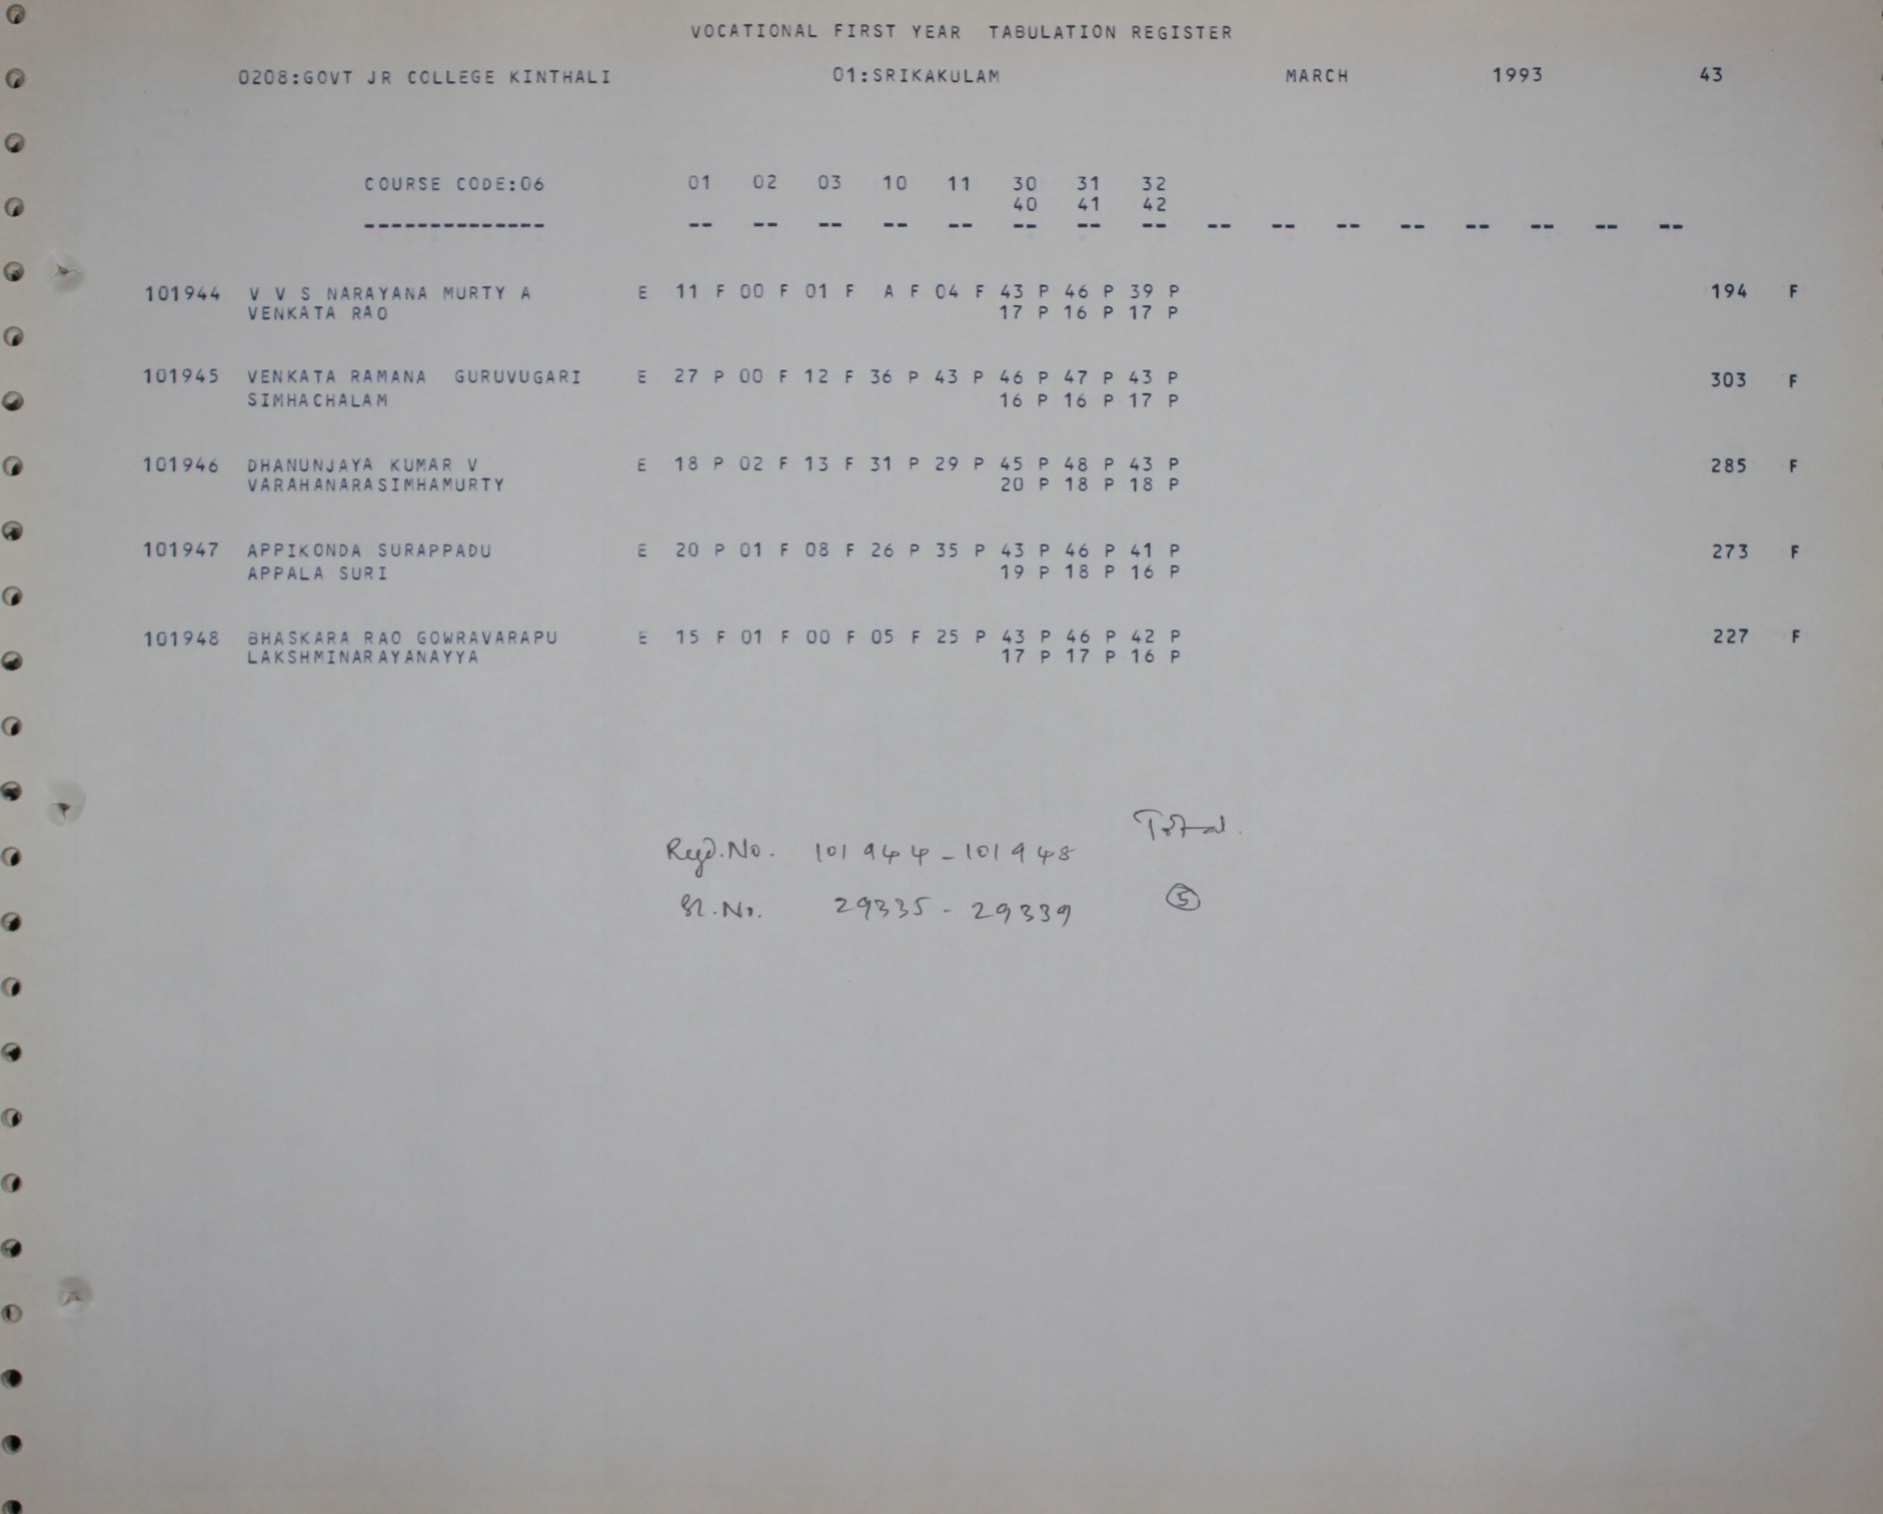 VOCATIONAL FIRST YEAR TABULATION REGISTER
0208:GOVT JR COLLEGE KINTHALI 01:SRIKAKULAM MARCH 1993 43
COURSE CODE:06 01 02 03 10 11 30 31 32
40 41 42
-------------- -- -- -- -- -- -- -- -- -- -- -- -- -- -- -- --
101944 V V S NARAYANA MURTY A E 11 F 00 F 01 F A F 04 F 43 P 46 P 39 P 194 F
VENKATA RAO 17 P 16 P 17 P
101945 VENKATA RAMANA GURUVUGARI E 27 P 00 F 12 F 36 P 43 P 46 P 47 P 43 P 303 F
SIMHACHALAM 16 P 16 P 17 P
101946 DHANUNJAYA KUMAR V E 18 P 02 F 13 F 31 P 29 P 45 P 48 P 43 P 285 F
VARAHANARASIMHAMURTY 20 P 18 P 18 P
101947 APPIKONDA SURAPPADU E 20 P 01 F 08 F 26 P 35 P 43 P 46 P 41 P 273 F
APPALA SURI 19 P 18 P 16 P
101948 BHASKARA RAO GOWRAVARAPU E 15 F 01 F 00 F 05 F 25 P 43 P 46 P 42 P 227 F
LAKSHMINARAYANAYYA 17 P 17 P 16 P
Total.
Regd.No. 101944-101948
Sl.No. 29335-29339 5